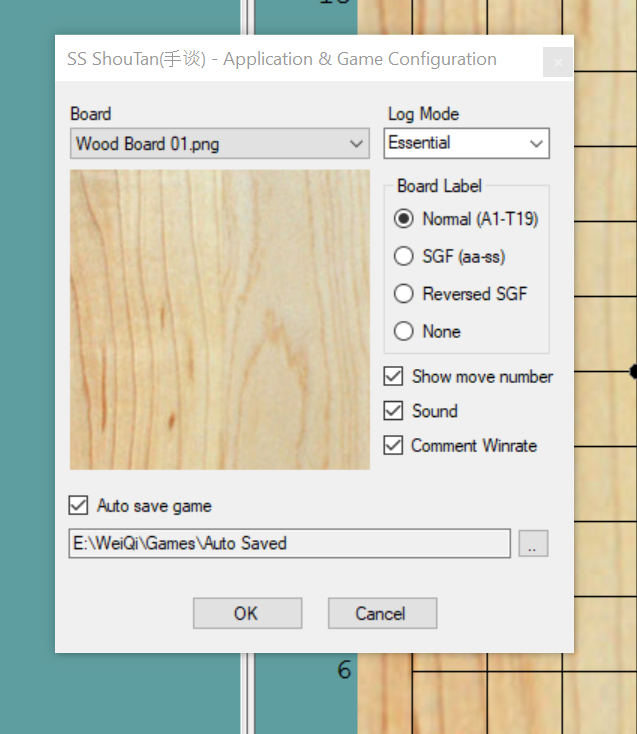 SS ShouTan(手谈) - Application & Game Configuration
Board
Log Mode
Wood Board 01.png
Essential
Board Label
Normal (A1-T19)
SGF (aa-ss)
Reversed SGF
None
Show move number
Sound
Comment Winrate
Auto save game
E:\WeiQi\Games\Auto Saved
..
OK
Cancel
6